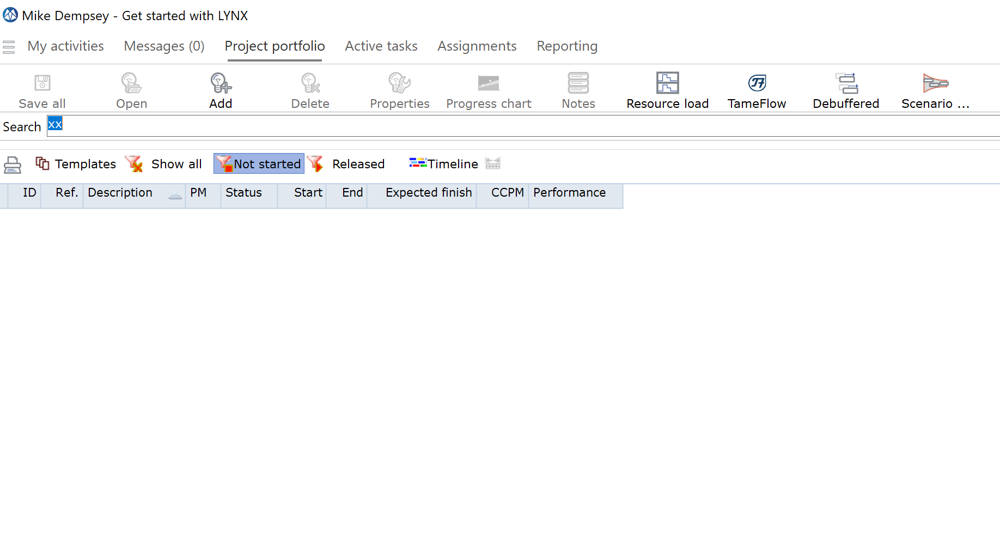 Mike Dempsey - Get started with LYNX
My activities Messages (0) Project portfolio Active tasks Assignments Reporting
Save all Open Add Delete Properties Progress chart Notes Resource load TameFlow Debuffered Scenario ...
Search xx
Templates Show all Not started Released Timeline
ID Ref. Description PM Status Start End Expected finish CCPM Performance